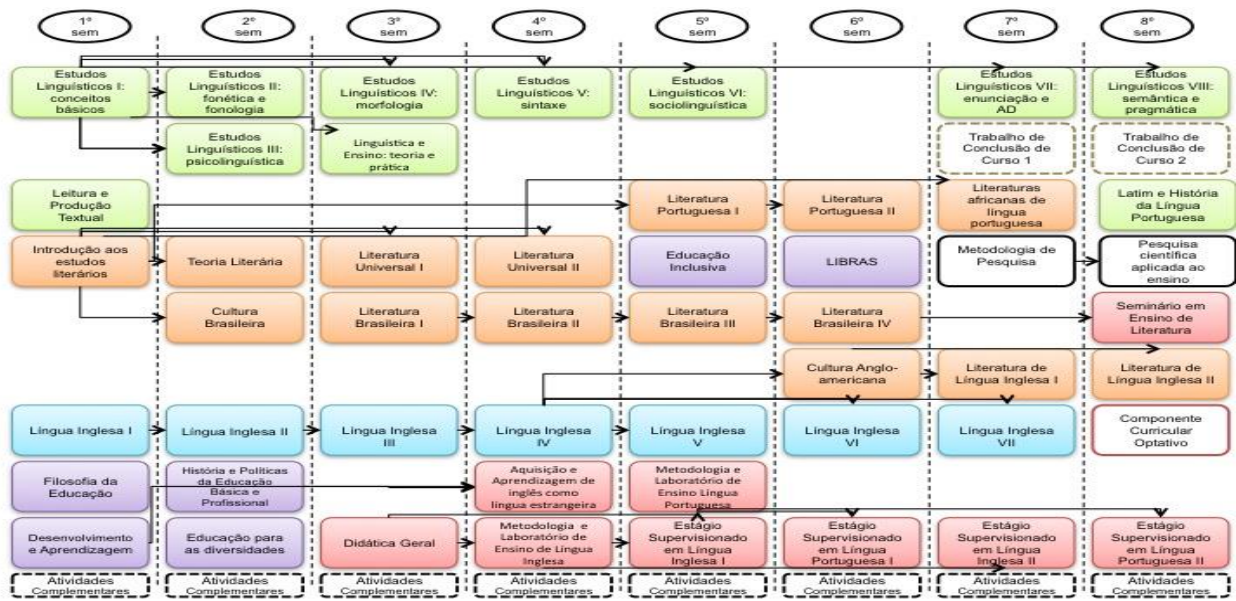 1º
sem
2º
sem
3º
sem
4º
sem
5º
sem
6º
sem
7º
sem
8º
sem
Estudos
Linguísticos I:
conceitos
básicos
Estudos
Linguísticos II:
fonética e
fonologia
Estudos
Linguísticos IV:
morfologia
Estudos
Linguísticos V:
sintaxe
Estudos
Linguísticos VI:
sociolinguística
Estudos
Linguísticos VII:
enunciação e
AD
Estudos
Linguísticos VIII:
semântica e
pragmática
Estudos
Linguísticos III:
psicolinguística
Linguística e
Ensino: teoria e
prática
Trabalho de
Conclusão de
Curso 1
Trabalho de
Conclusão de
Curso 2
Leitura e
Produção
Textual
Literatura
Portuguesa I
Literatura
Portuguesa II
Literaturas
africanas de
língua
portuguesa
Latim e História
da Língua
Portuguesa
Introdução aos
estudos
literários
Teoria Literária
Literatura
Universal I
Literatura
Universal II
Educação
Inclusiva
LIBRAS
Metodologia de
Pesquisa
Pesquisa
científica
aplicada ao
ensino
Cultura
Brasileira
Literatura
Brasileira I
Literatura
Brasileira II
Literatura
Brasileira III
Literatura
Brasileira IV
Seminário em
Ensino de
Literatura
Cultura Anglo-
americana
Literatura de
Língua Inglesa I
Literatura de
Língua Inglesa II
Língua Inglesa I
Língua Inglesa II
Língua Inglesa
III
Língua Inglesa
IV
Língua Inglesa
V
Língua Inglesa
VI
Língua Inglesa
VII
Componente
Curricular
Optativo
Filosofia da
Educação
História e Políticas
da Educação
Básica e
Profissional
Aquisição e
Aprendizagem de
inglês como
língua estrangeira
Metodologia e
Laboratório de
Ensino Língua
Portuguesa
Desenvolvimento
e Aprendizagem
Educação para
as diversidades
Didática Geral
Metodologia e
Laboratório de
Ensino de Língua
Inglesa
Estágio
Supervisionado
em Língua
Inglesa I
Estágio
Supervisionado
em Língua
Portuguesa I
Estágio
Supervisionado
em Língua
Inglesa II
Estágio
Supervisionado
em Língua
Portuguesa II
Atividades
Complementares
Atividades
Complementares
Atividades
Complementares
Atividades
Complementares
Atividades
Complementares
Atividades
Complementares
Atividades
Complementares
Atividades
Complementares